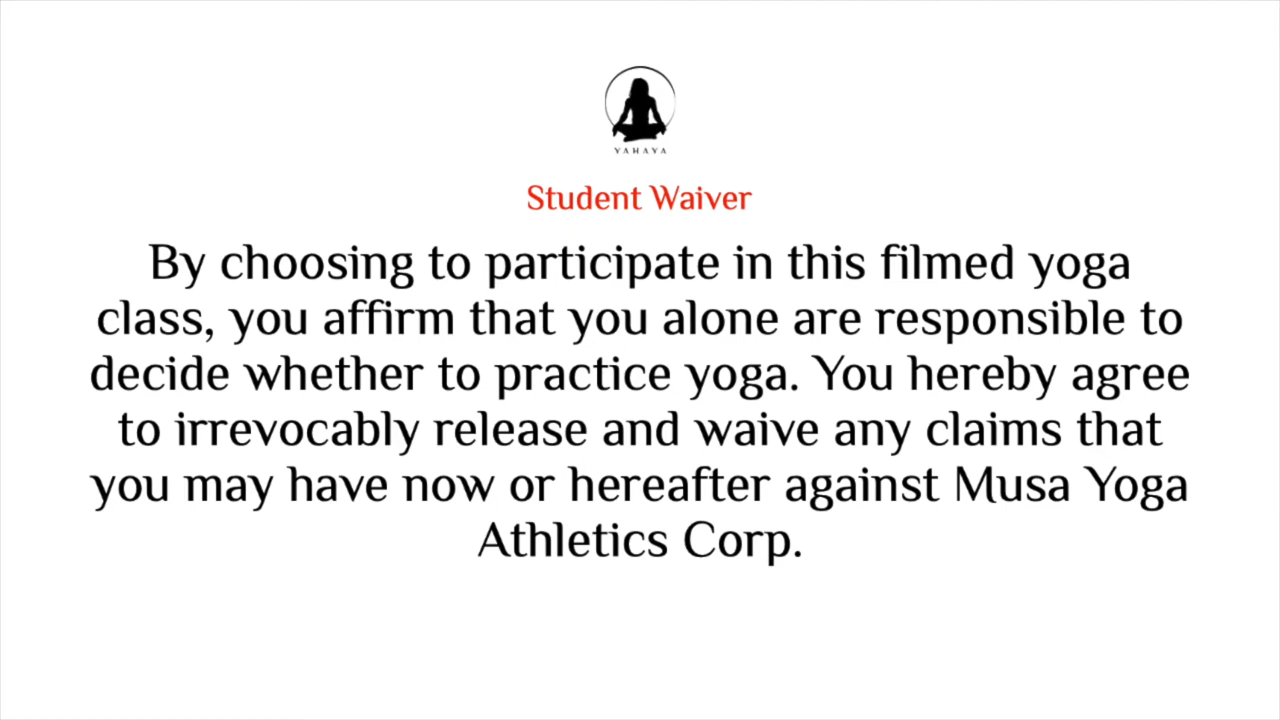 YAHAYA
Student Waiver
By choosing to participate in this filmed yoga
class, you affirm that you alone are responsible to
decide whether to practice yoga. You hereby agree
to irrevocably release and waive any claims that
you may have now or hereafter against Musa Yoga
Athletics Corp.